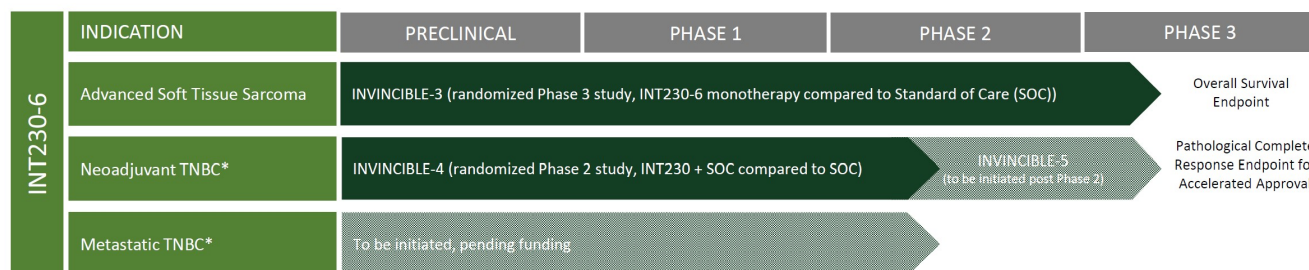 INT230-6
INDICATION
PRECLINICAL
PHASE 1
PHASE 2
PHASE 3
Advanced Soft Tissue Sarcoma
INVINCIBLE-3 (randomized Phase 3 study, INT230-6 monotherapy compared to Standard of Care (SOC))
Overall Survival
Endpoint
Neoadjuvant TNBC*
INVINCIBLE-4 (randomized Phase 2 study, INT230 + SOC compared to SOC)
INVINCIBLE-5
(to be initiated post Phase 2)
Pathological Complete
Response Endpoint fo
Accelerated Approval
Metastatic TNBC*
To be initiated, pending funding